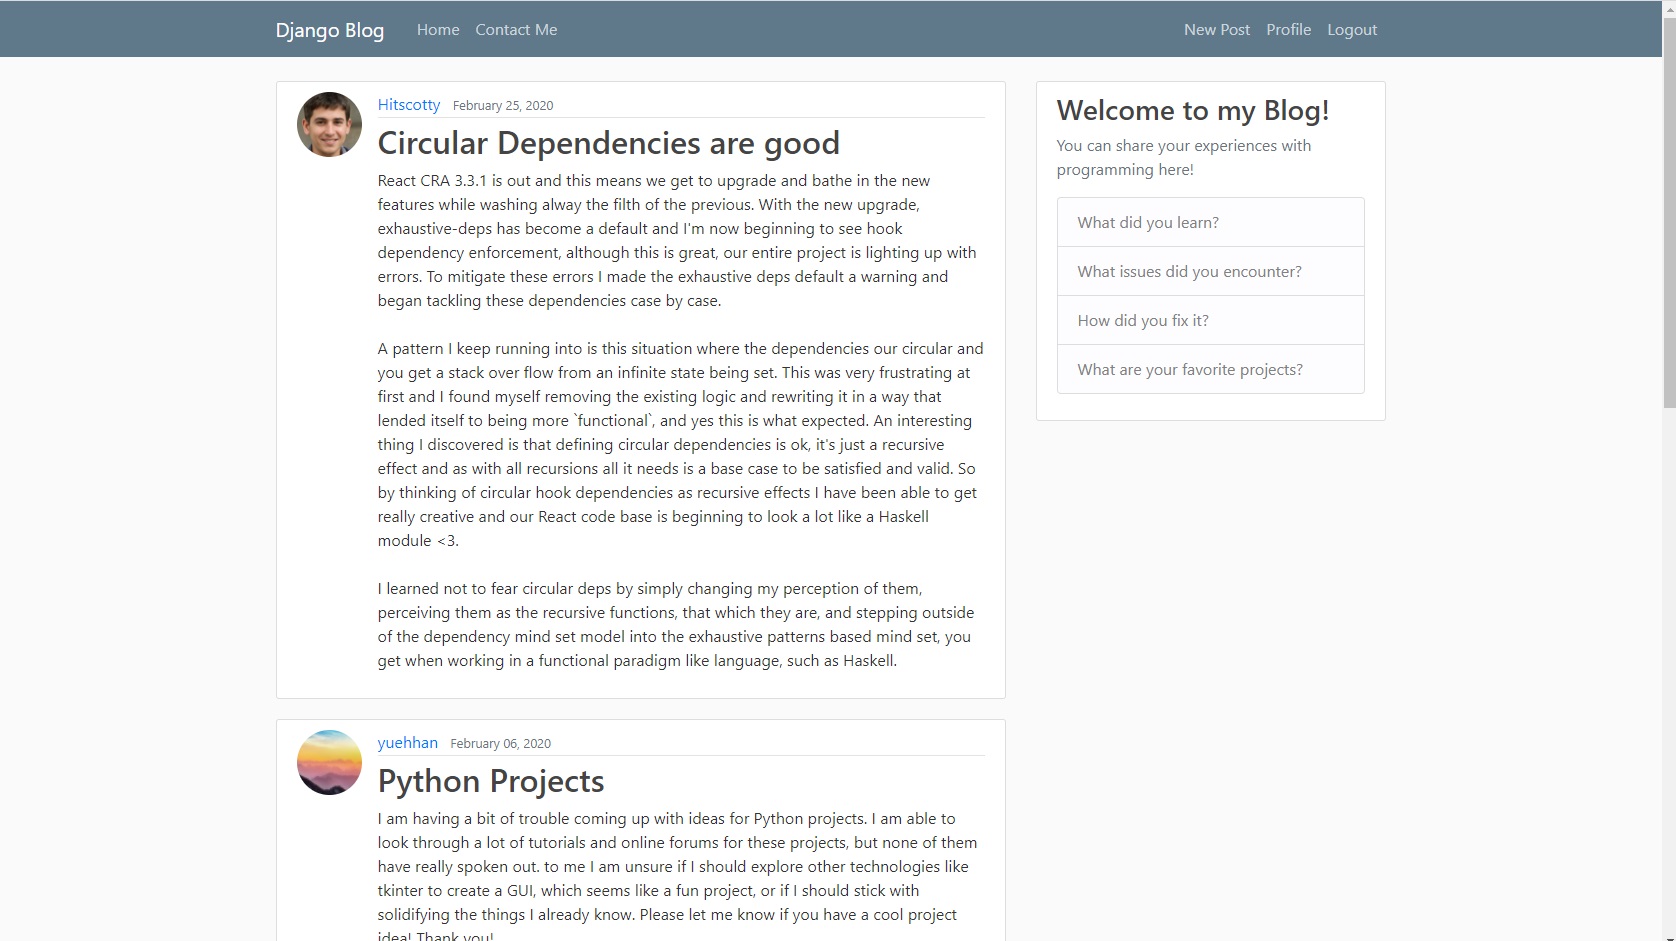 Django Blog Home Contact Me New Post Profile Logout
Hitscotty February 25, 2020
Circular Dependencies are good
React CRA 3.3.1 is out and this means we get to upgrade and bathe in the new
features while washing alway the filth of the previous. With the new upgrade,
exhaustive-deps has become a default and I'm now beginning to see hook
dependency enforcement, although this is great, our entire project is lighting up with
errors. To mitigate these errors I made the exhaustive deps default a warning and
began tackling these dependencies case by case.
A pattern I keep running into is this situation where the dependencies our circular and
you get a stack over flow from an infinite state being set. This was very frustrating at
first and I found myself removing the existing logic and rewriting it in a way that
lended itself to being more `functional`, and yes this is what expected. An interesting
thing I discovered is that defining circular dependencies is ok, it's just a recursive
effect and as with all recursions all it needs is a base case to be satisfied and valid. So
by thinking of circular hook dependencies as recursive effects I have been able to get
really creative and our React code base is beginning to look a lot like a Haskell
module <3.
I learned not to fear circular deps by simply changing my perception of them,
perceiving them as the recursive functions, that which they are, and stepping outside
of the dependency mind set model into the exhaustive patterns based mind set, you
get when working in a functional paradigm like language, such as Haskell.
yuehhan February 06, 2020
Python Projects
I am having a bit of trouble coming up with ideas for Python projects. I am able to
look through a lot of tutorials and online forums for these projects, but none of them
have really spoken out. to me I am unsure if I should explore other technologies like
tkinter to create a GUI, which seems like a fun project, or if I should stick with
solidifying the things I already know. Please let me know if you have a cool project
idea! Thank you!
Welcome to my Blog!
You can share your experiences with
programming here!
What did you learn?
What issues did you encounter?
How did you fix it?
What are your favorite projects?